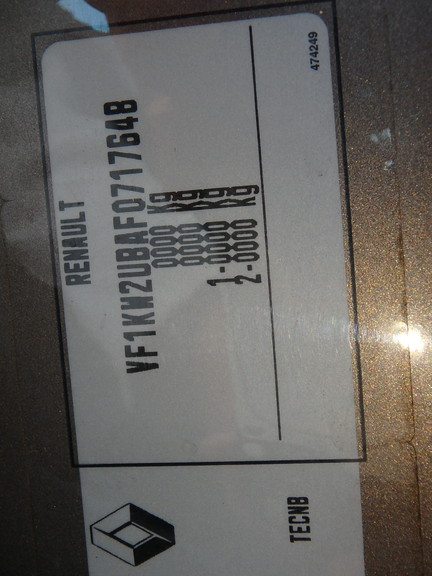 RENAULT
VF1KW2UBAF0717648
0000 Kg
0000 Kg
1-0000 Kg
2-0000 Kg
474249
TECNB